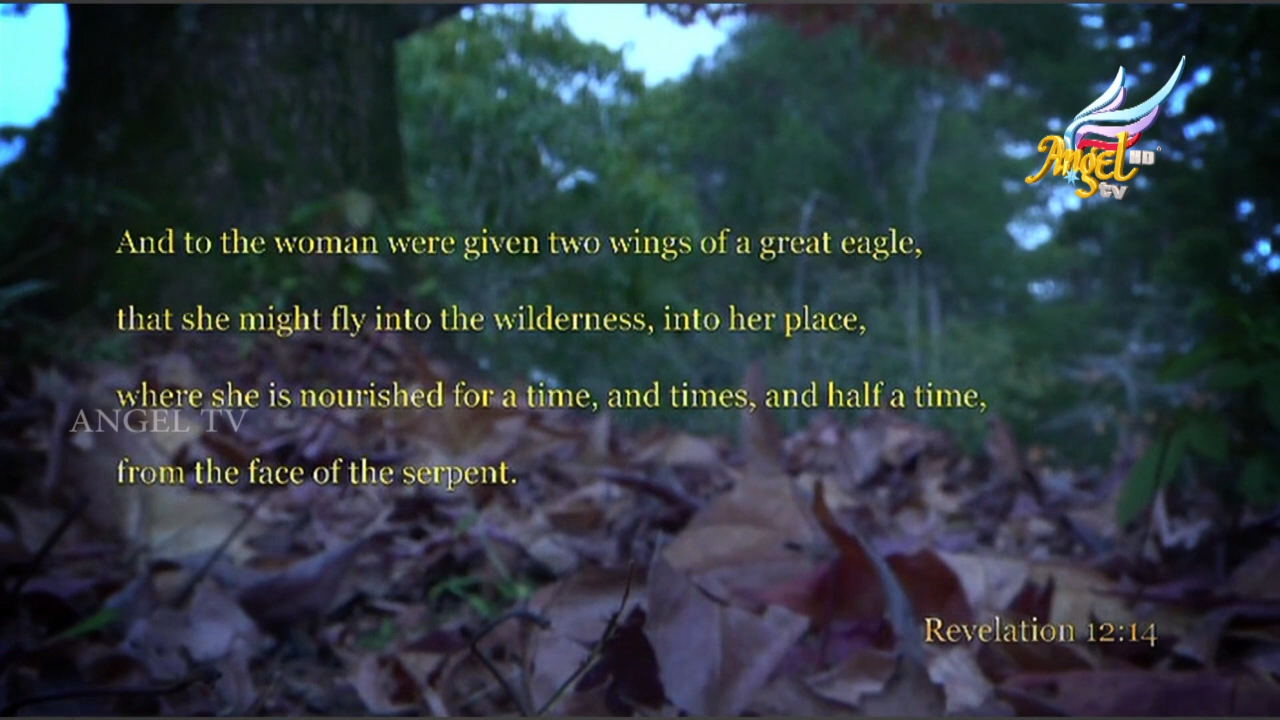 Angel HD
tv
And to the woman were given two wings of a great eagle,
that she might fly into the wilderness, into her place,
where she is nourished for a time, and times, and half a time,
ANGEL TV
from the face of the serpent.
Revelation 12:14